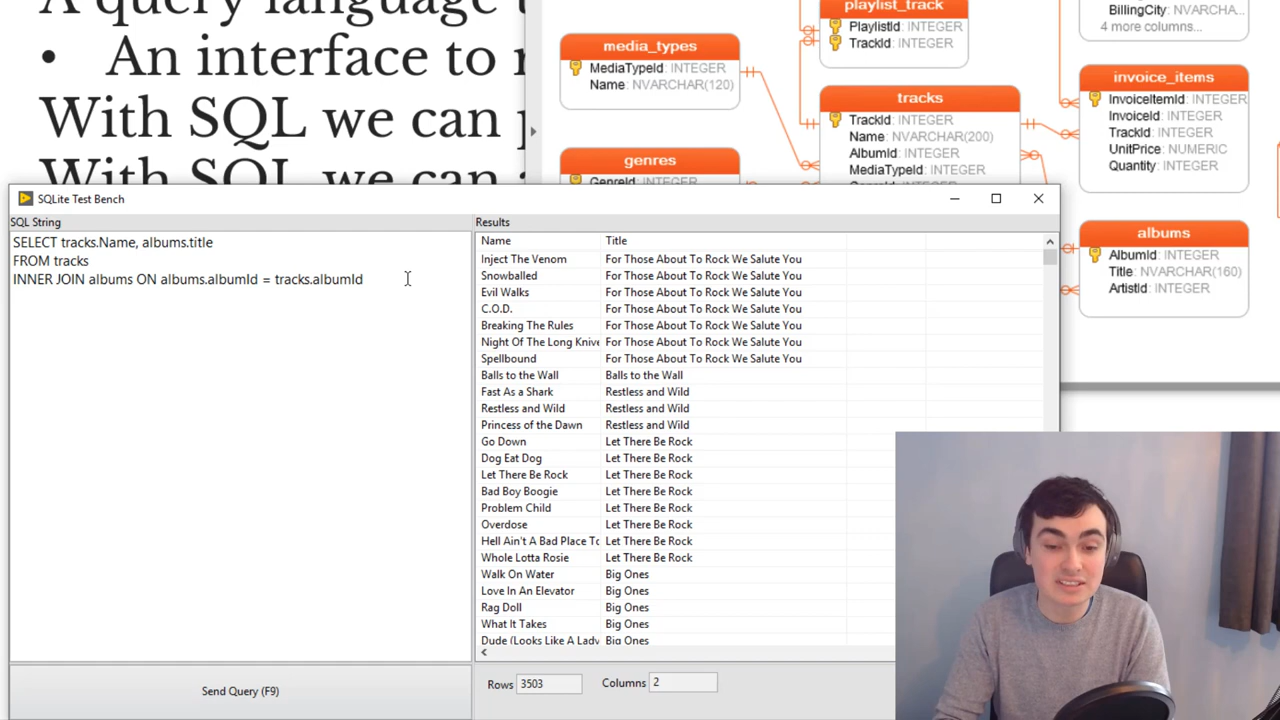 A query language t
• An interface to r
With SQL we can p
With SQL we can a
media_types
MediaTypeId: INTEGER
Name: NVARCHAR(120)
genres
GenreId: INTEGER
playlist_track
PlaylistId: INTEGER
TrackId: INTEGER
tracks
TrackId: INTEGER
Name: NVARCHAR(200)
AlbumId: INTEGER
MediaTypeId: INTEGER
BillingCity: NVARCHA...
4 more columns...
invoice_items
InvoiceItemId: INTEGER
InvoiceId: INTEGER
TrackId: INTEGER
UnitPrice: NUMERIC
Quantity: INTEGER
albums
AlbumId: INTEGER
Title: NVARCHAR(160)
ArtistId: INTEGER
SQLite Test Bench
SQL String
SELECT tracks.Name, albums.title
FROM tracks
INNER JOIN albums ON albums.albumId = tracks.albumId
Send Query (F9)
Results
Name Title
Inject The Venom For Those About To Rock We Salute You
Snowballed For Those About To Rock We Salute You
Evil Walks For Those About To Rock We Salute You
C.O.D. For Those About To Rock We Salute You
Breaking The Rules For Those About To Rock We Salute You
Night Of The Long Knive For Those About To Rock We Salute You
Spellbound For Those About To Rock We Salute You
Balls to the Wall Balls to the Wall
Fast As a Shark Restless and Wild
Restless and Wild Restless and Wild
Princess of the Dawn Restless and Wild
Go Down Let There Be Rock
Dog Eat Dog Let There Be Rock
Let There Be Rock Let There Be Rock
Bad Boy Boogie Let There Be Rock
Problem Child Let There Be Rock
Overdose Let There Be Rock
Hell Ain't A Bad Place To Let There Be Rock
Whole Lotta Rosie Let There Be Rock
Walk On Water Big Ones
Love In An Elevator Big Ones
Rag Doll Big Ones
What It Takes Big Ones
Dude (Looks Like A Lady Big Ones
Rows 3503 Columns 2